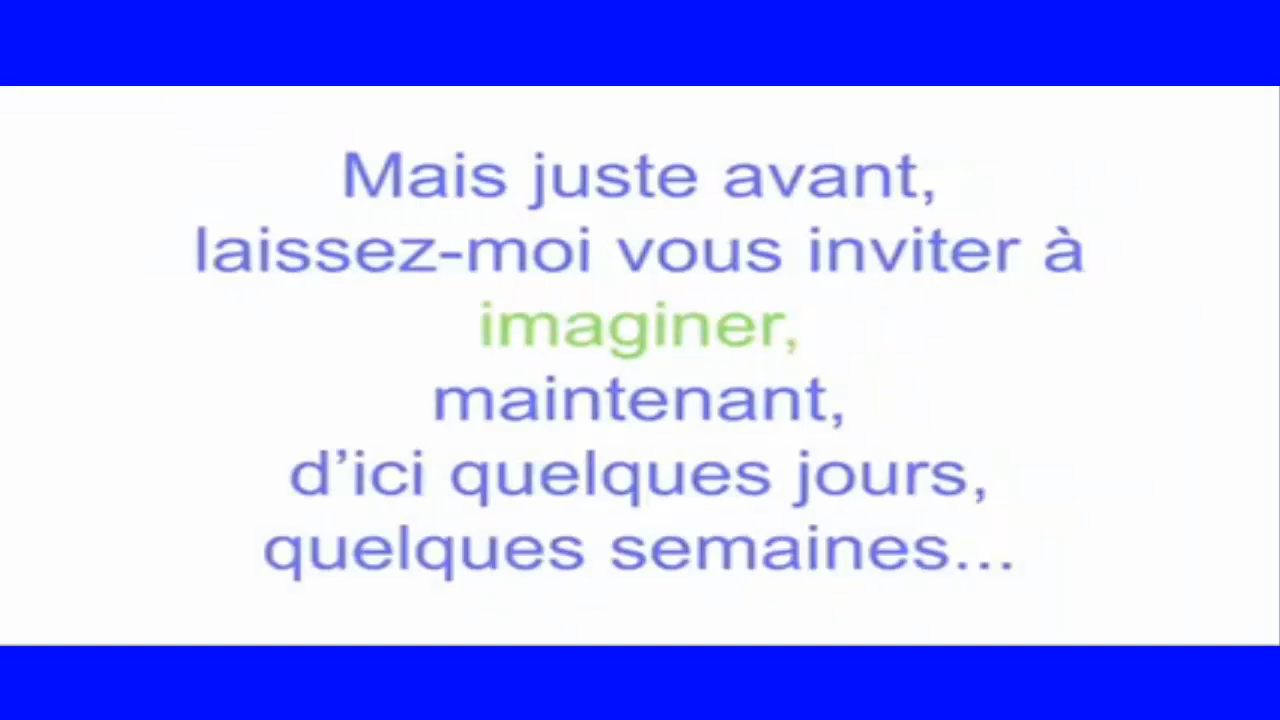 Mais juste avant,
laissez-moi vous inviter à
imaginer,
maintenant,
d’ici quelques jours,
quelques semaines...